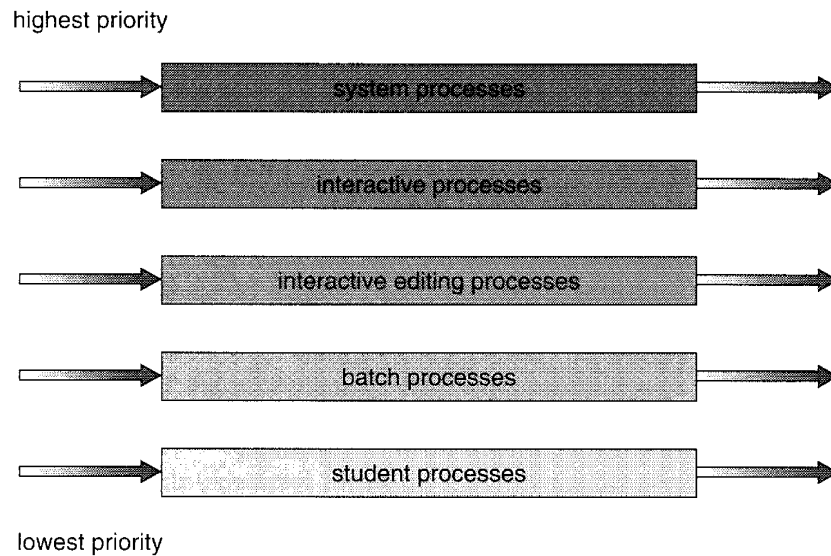 highest priority
system processes
interactive processes
interactive editing processes
batch processes
student processes
lowest priority